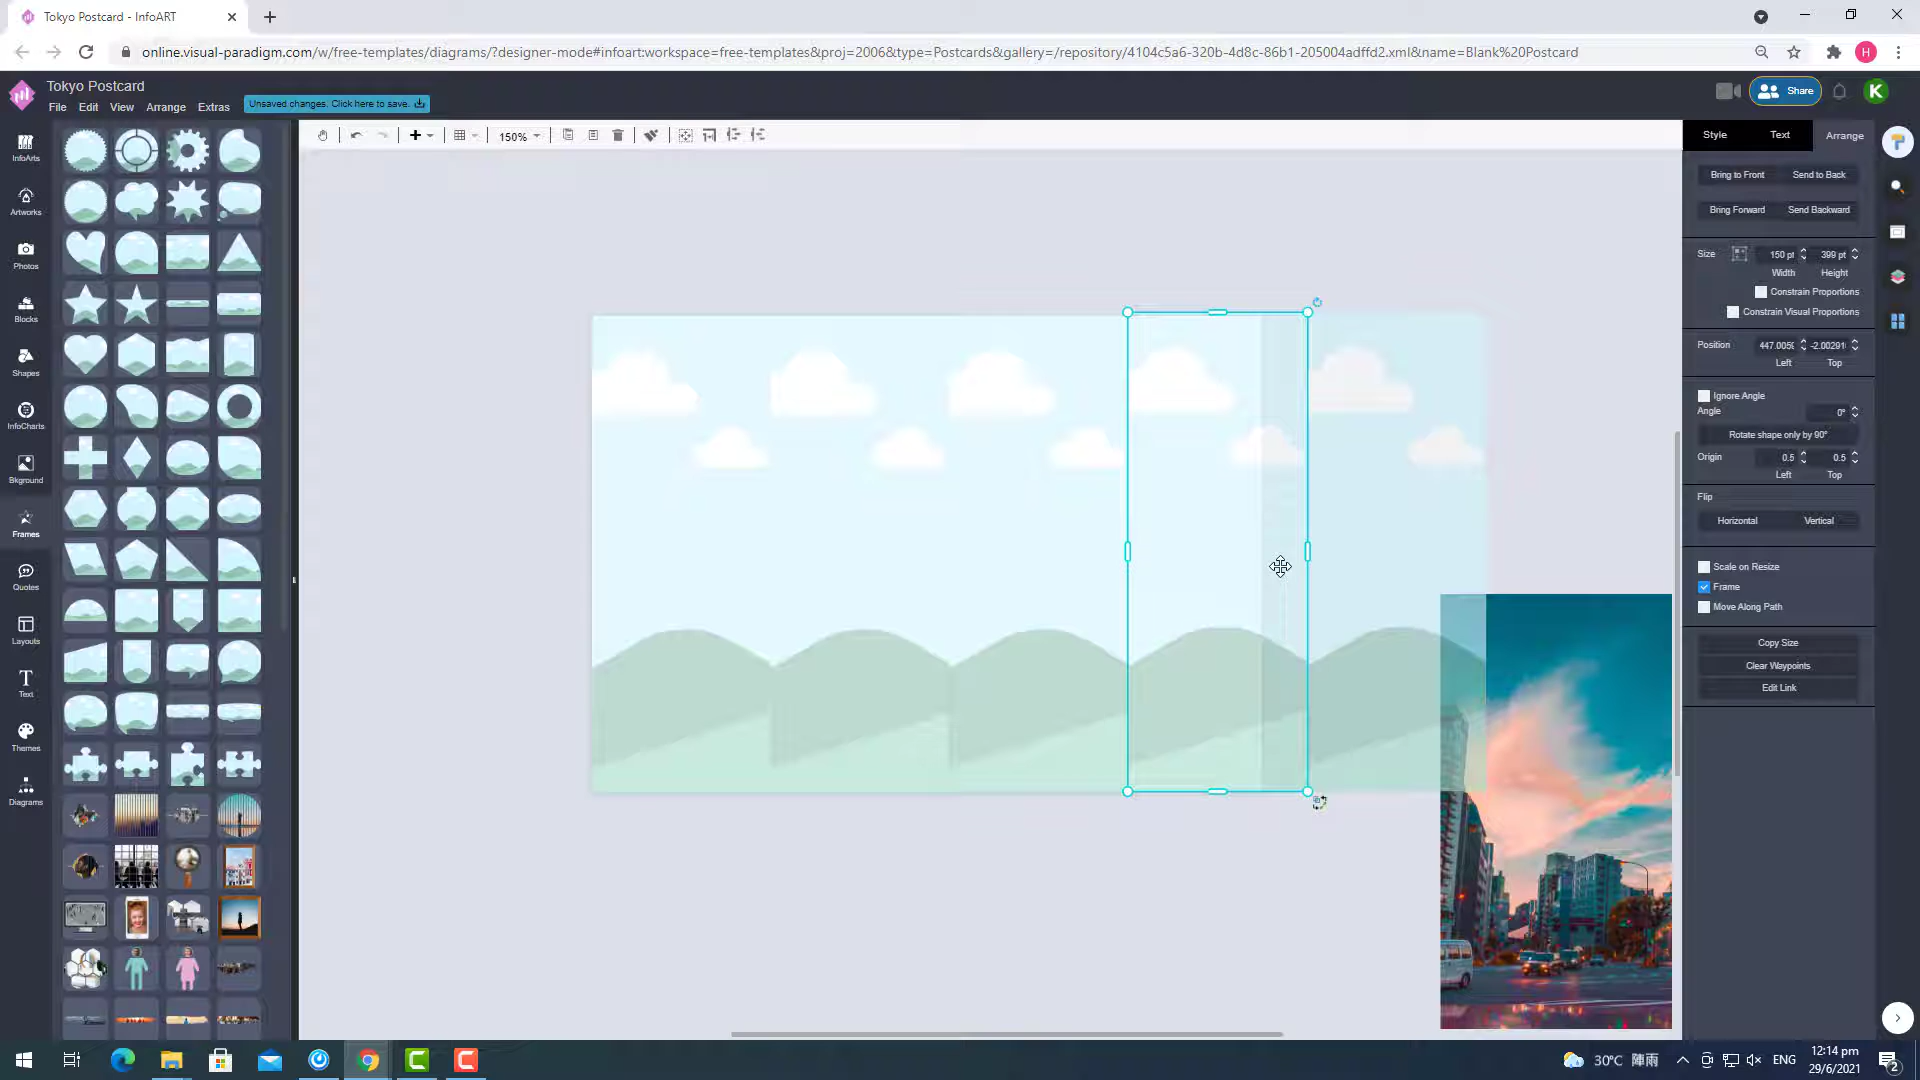 Tokyo Postcard - InfoART
online.visual-paradigm.com/w/free-templates/diagrams/?designer-mode#infoart:workspace=free-templates&proj=2006&type=Postcards&gallery=/repository/4104c5a6-320b-4d8c-86b1-205004adffd2.xml&name=Blank%20Postcard
H
Tokyo Postcard
File Edit View Arrange Extras
Unsaved changes. Click here to save.
Share
K
InfoArts
Artworks
Photos
Blocks
Shapes
InfoCharts
Bkground
Frames
Quotes
Layouts
Text
Themes
Diagrams
150%
Style Text Arrange
Bring to Front Send to Back
Bring Forward Send Backward
Size 150 pt 399 pt
Width Height
Constrain Proportions
Constrain Visual Proportions
Position
Left Top
Ignore Angle
Angle 0°
Rotate shape only by 90°
Origin 0.5 0.5
Left Top
Flip
Horizontal Vertical
Scale on Resize
Frame
Move Along Path
Copy Size
Clear Waypoints
Edit Link
30°C 陣雨
ENG
12:14 pm
29/6/2021
2